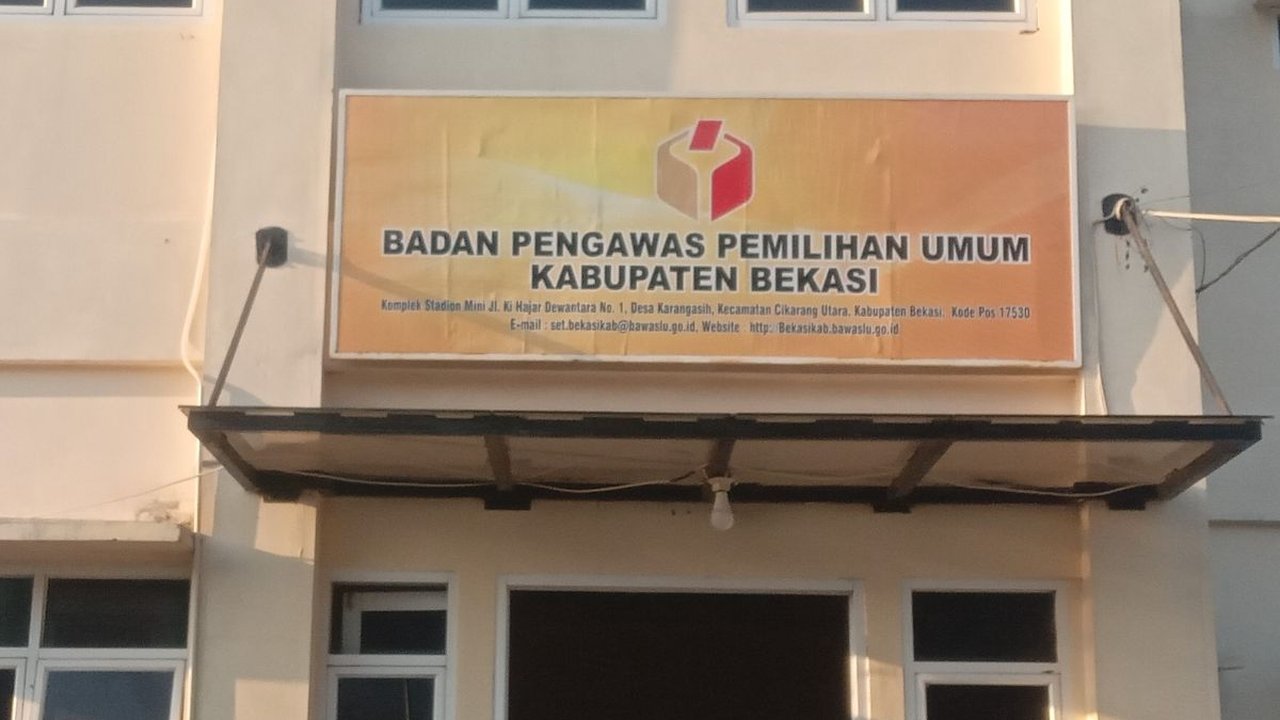 BADAN PENGAWAS PEMILIHAN UMUM
KABUPATEN BEKASI
Komplek Stadion Mini Jl. Ki Hajar Dewantara No. 1, Desa Karangasih, Kecamatan Cikarang Utara, Kabupaten Bekasi, Kode Pos 17530
E-mail : set.bekasikab@bawaslu.go.id, Website : http:/Bekasikab.bawaslu.go.id